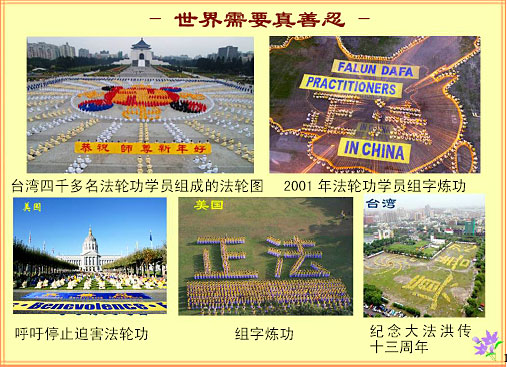 - 世界需要真善忍 -
恭祝 師尊新年好
台湾四千多名法轮功学员组成的法轮图
FALUN DAFA
PRACTITIONERS
正法
IN CHINA
2001 年法轮功学员组字炼功
美国
Benevolence
呼吁停止迫害法轮功
美国
正法
组字炼功
台湾
纪念大法洪传
十三周年
1